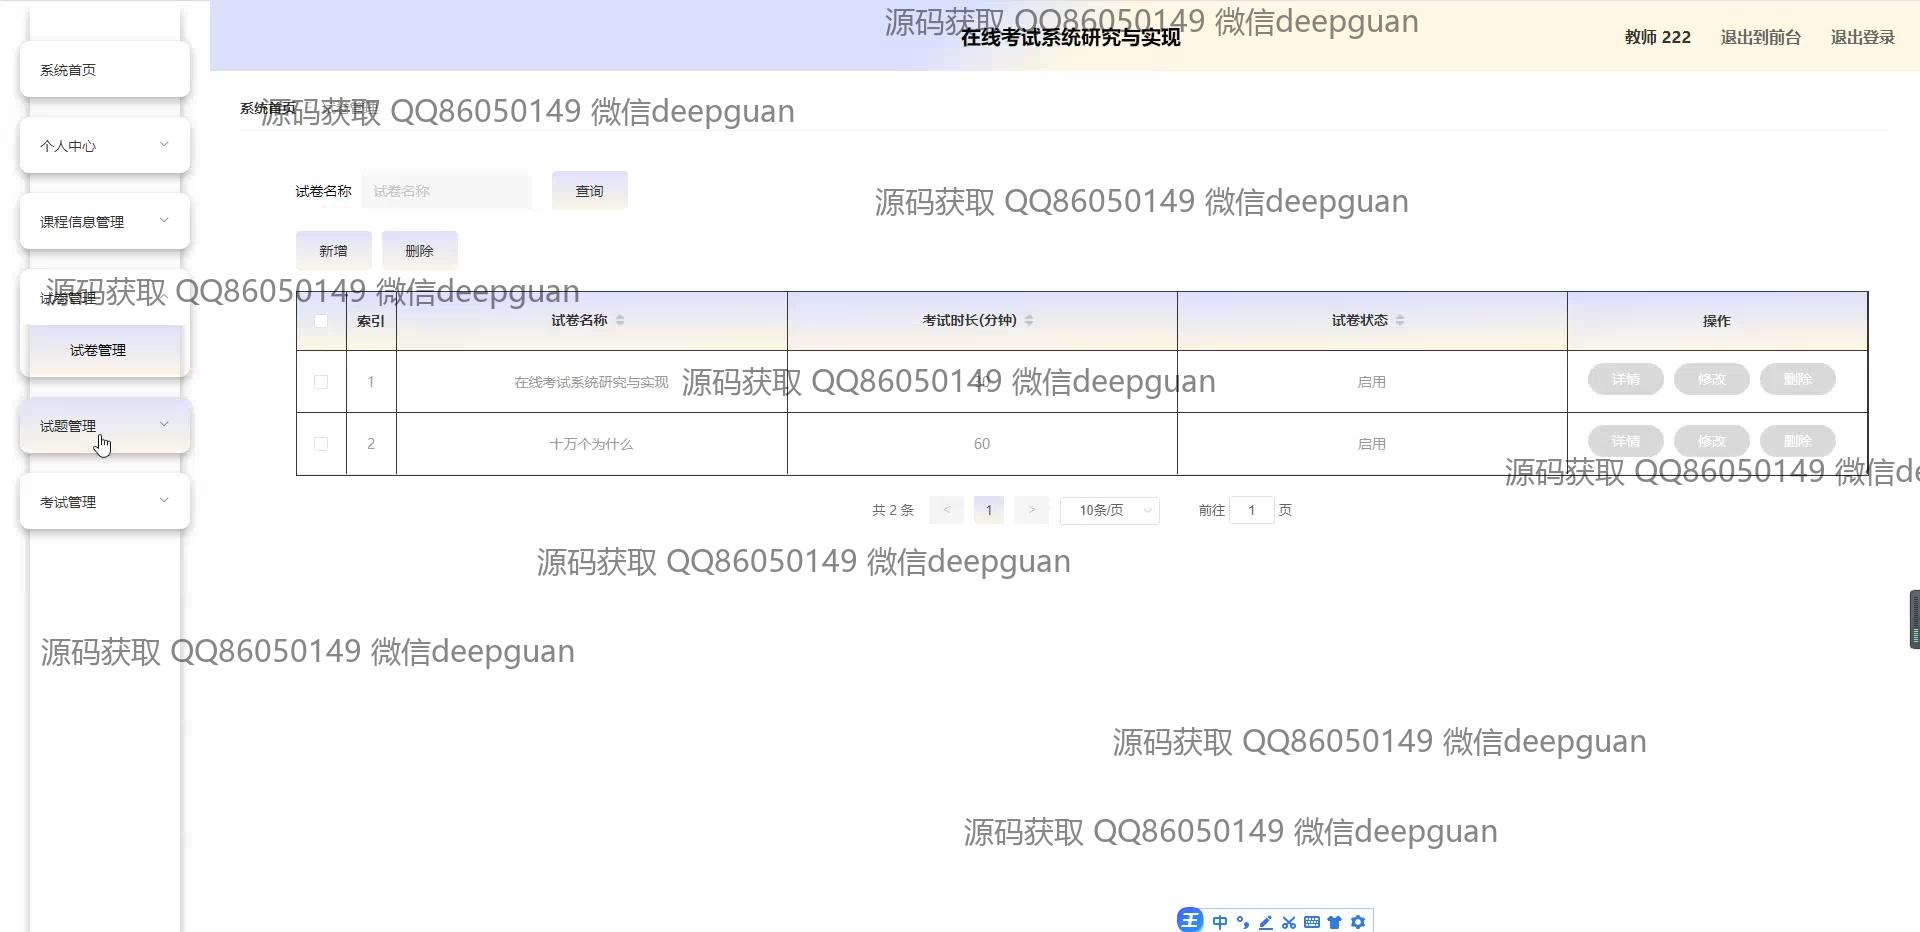 源码获取 QQ86050149 微信deepguan
在线考试系统研究与实现
教师 222
退出到前台
退出登录
系统首页
个人中心
课程信息管理
试卷管理
试卷管理
试题管理
考试管理
系统首页
源码获取 QQ86050149 微信deepguan
试卷名称
试卷名称
查询
源码获取 QQ86050149 微信deepguan
新增
删除
源码获取 QQ86050149 微信deepguan
索引
试卷名称
考试时长(分钟)
试卷状态
操作
1
在线考试系统研究与实现
启用
详情
修改
删除
源码获取 QQ86050149 微信deepguan
2
十万个为什么
60
启用
详情
修改
删除
源码获取 QQ86050149 微信de
共 2 条
<
1
>
10条/页
前往
1
页
源码获取 QQ86050149 微信deepguan
源码获取 QQ86050149 微信deepguan
源码获取 QQ86050149 微信deepguan
源码获取 QQ86050149 微信deepguan
王
中